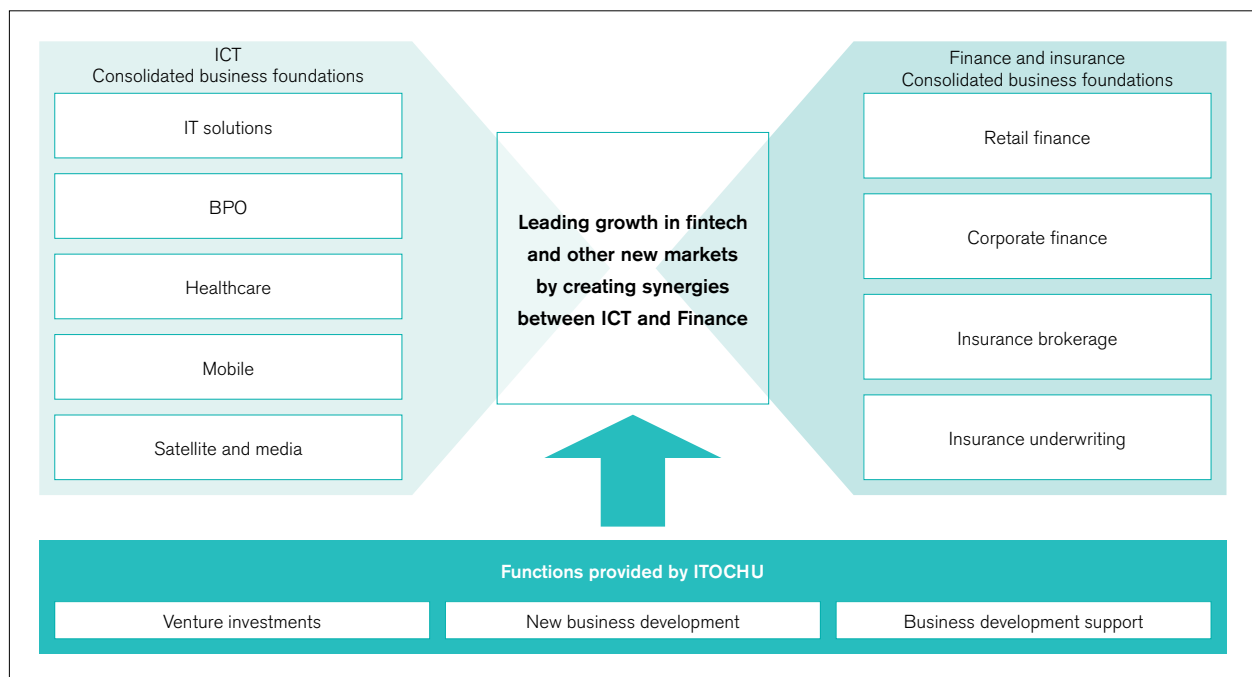 ICT
Consolidated business foundations
IT solutions
BPO
Healthcare
Mobile
Satellite and media
Leading growth in fintech
and other new markets
by creating synergies
between ICT and Finance
Finance and insurance
Consolidated business foundations
Retail finance
Corporate finance
Insurance brokerage
Insurance underwriting
Functions provided by ITOCHU
Venture investments
New business development
Business development support